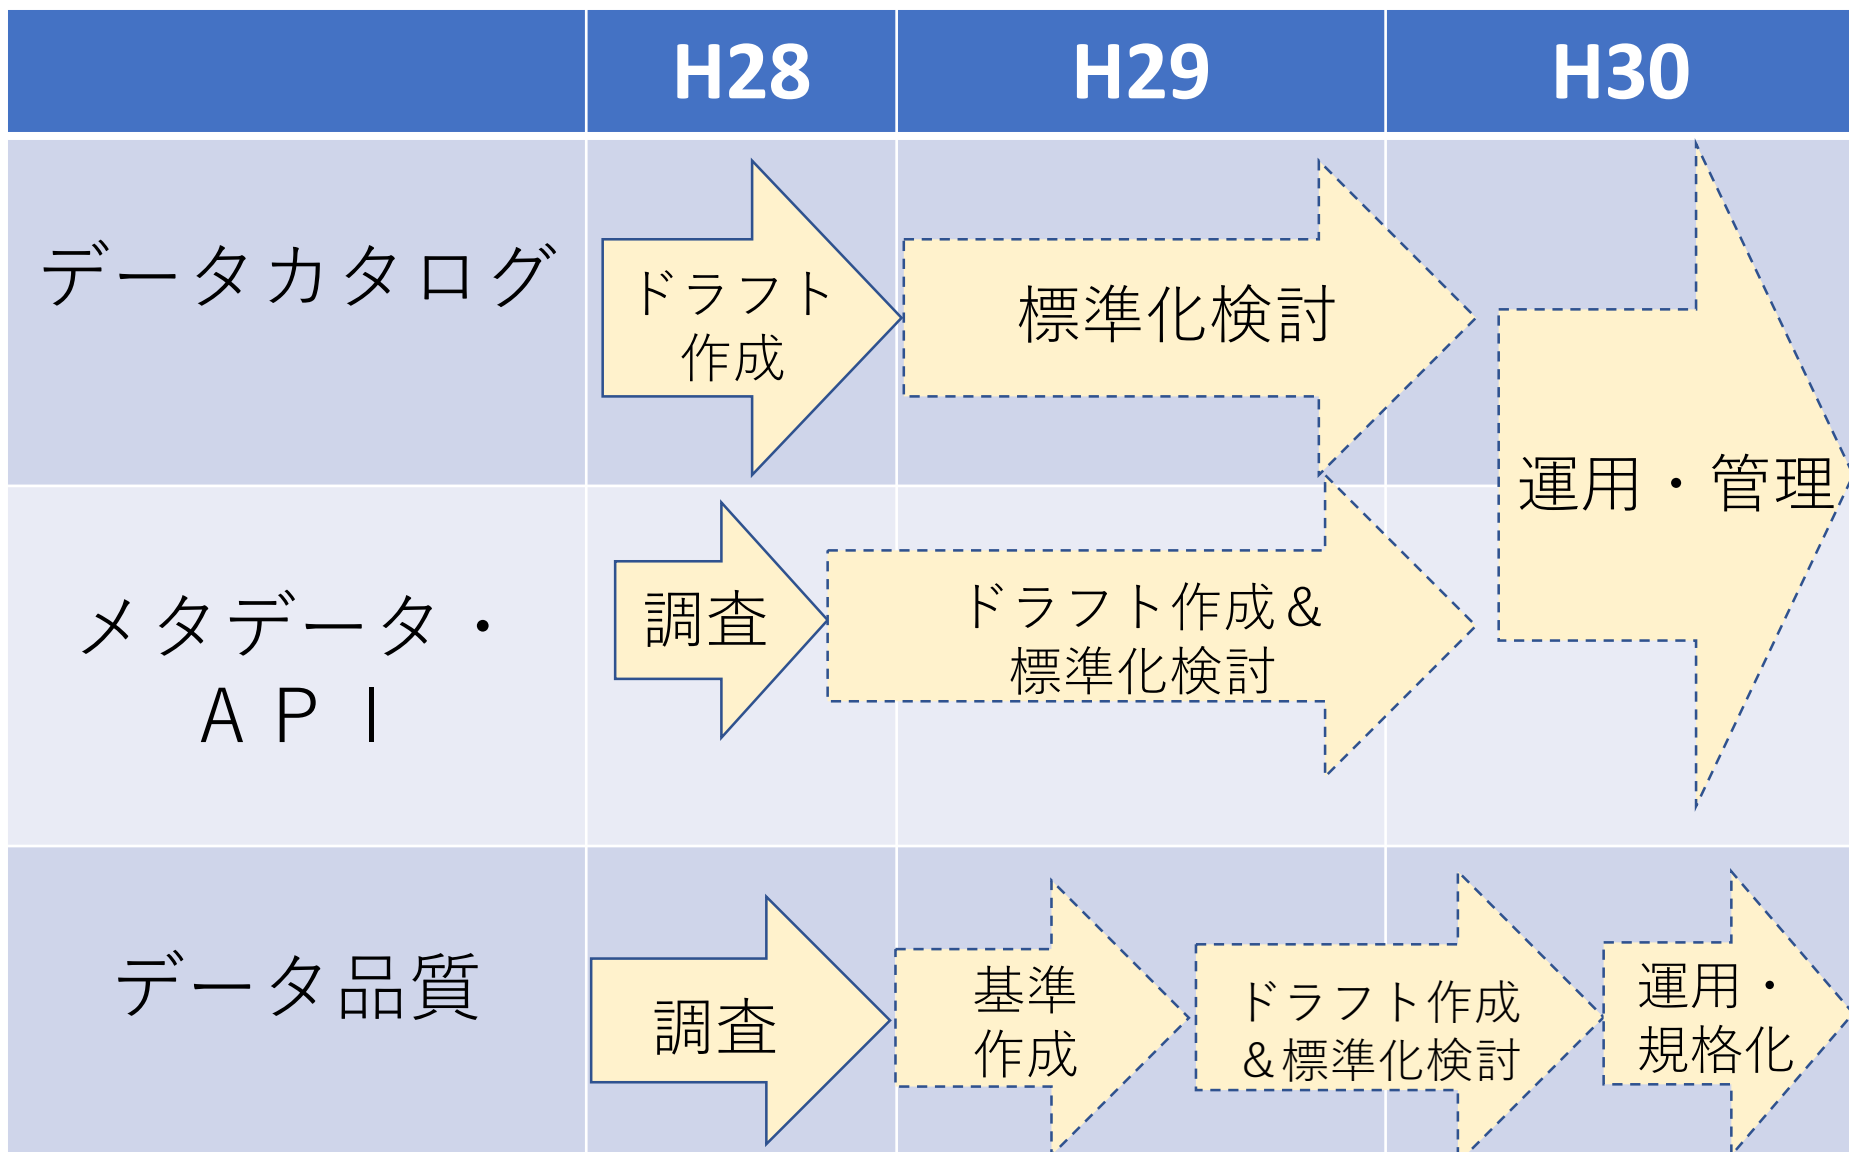 H28 H29 H30
データカタログ
ドラフト
作成
標準化検討
運用・管理
メタデータ・
ＡＰＩ
調査
ドラフト作成＆
標準化検討
データ品質
調査
基準
作成
ドラフト作成
＆標準化検討
運用・
規格化